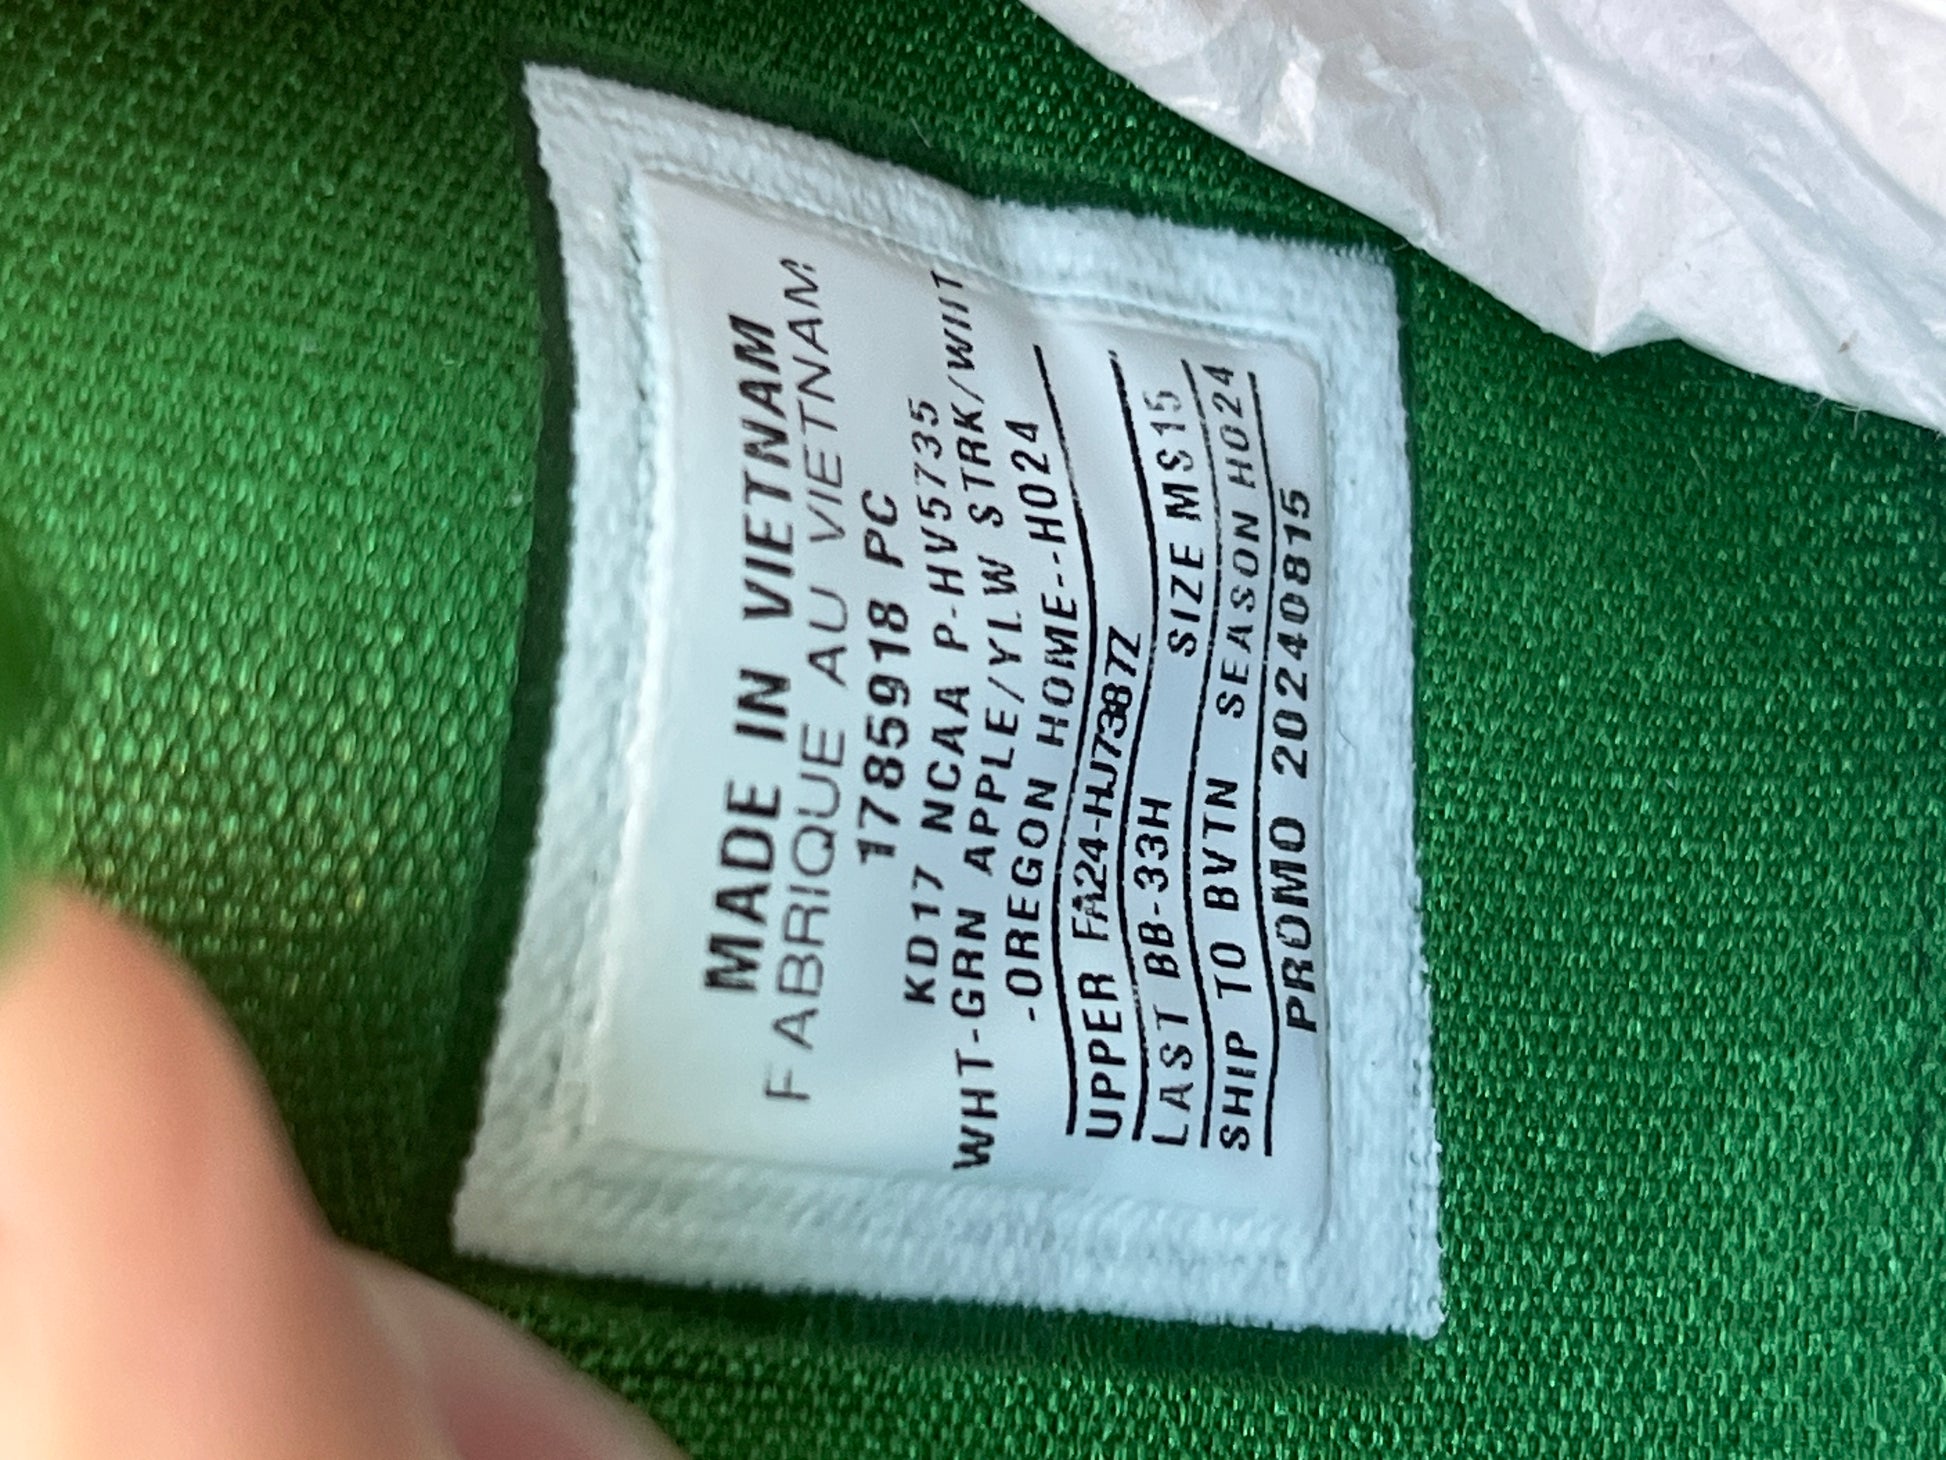 MADE IN VIETNAM
FABRIQUE AU VIETNAM
1785918 PC
KD17 NCAA P-HV5735
WHT-GRN APPLE/YLW STRK/WHT
-OREGON HOME--HO24
UPPER FA24-HJ7387Z
LAST BB-33H SIZE MS15
SHIP TO BVTN SEASON HO24
PROMO 20240815